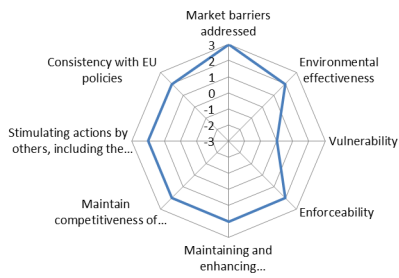 Market barriers
addressed
3
2
1
0
-1
-2
-3
Environmental
effectiveness
Vulnerability
Enforceability
Maintaining and
enhancing...
Maintain
competitiveness of...
Stimulating actions by
others, including the...
Consistency with EU
policies